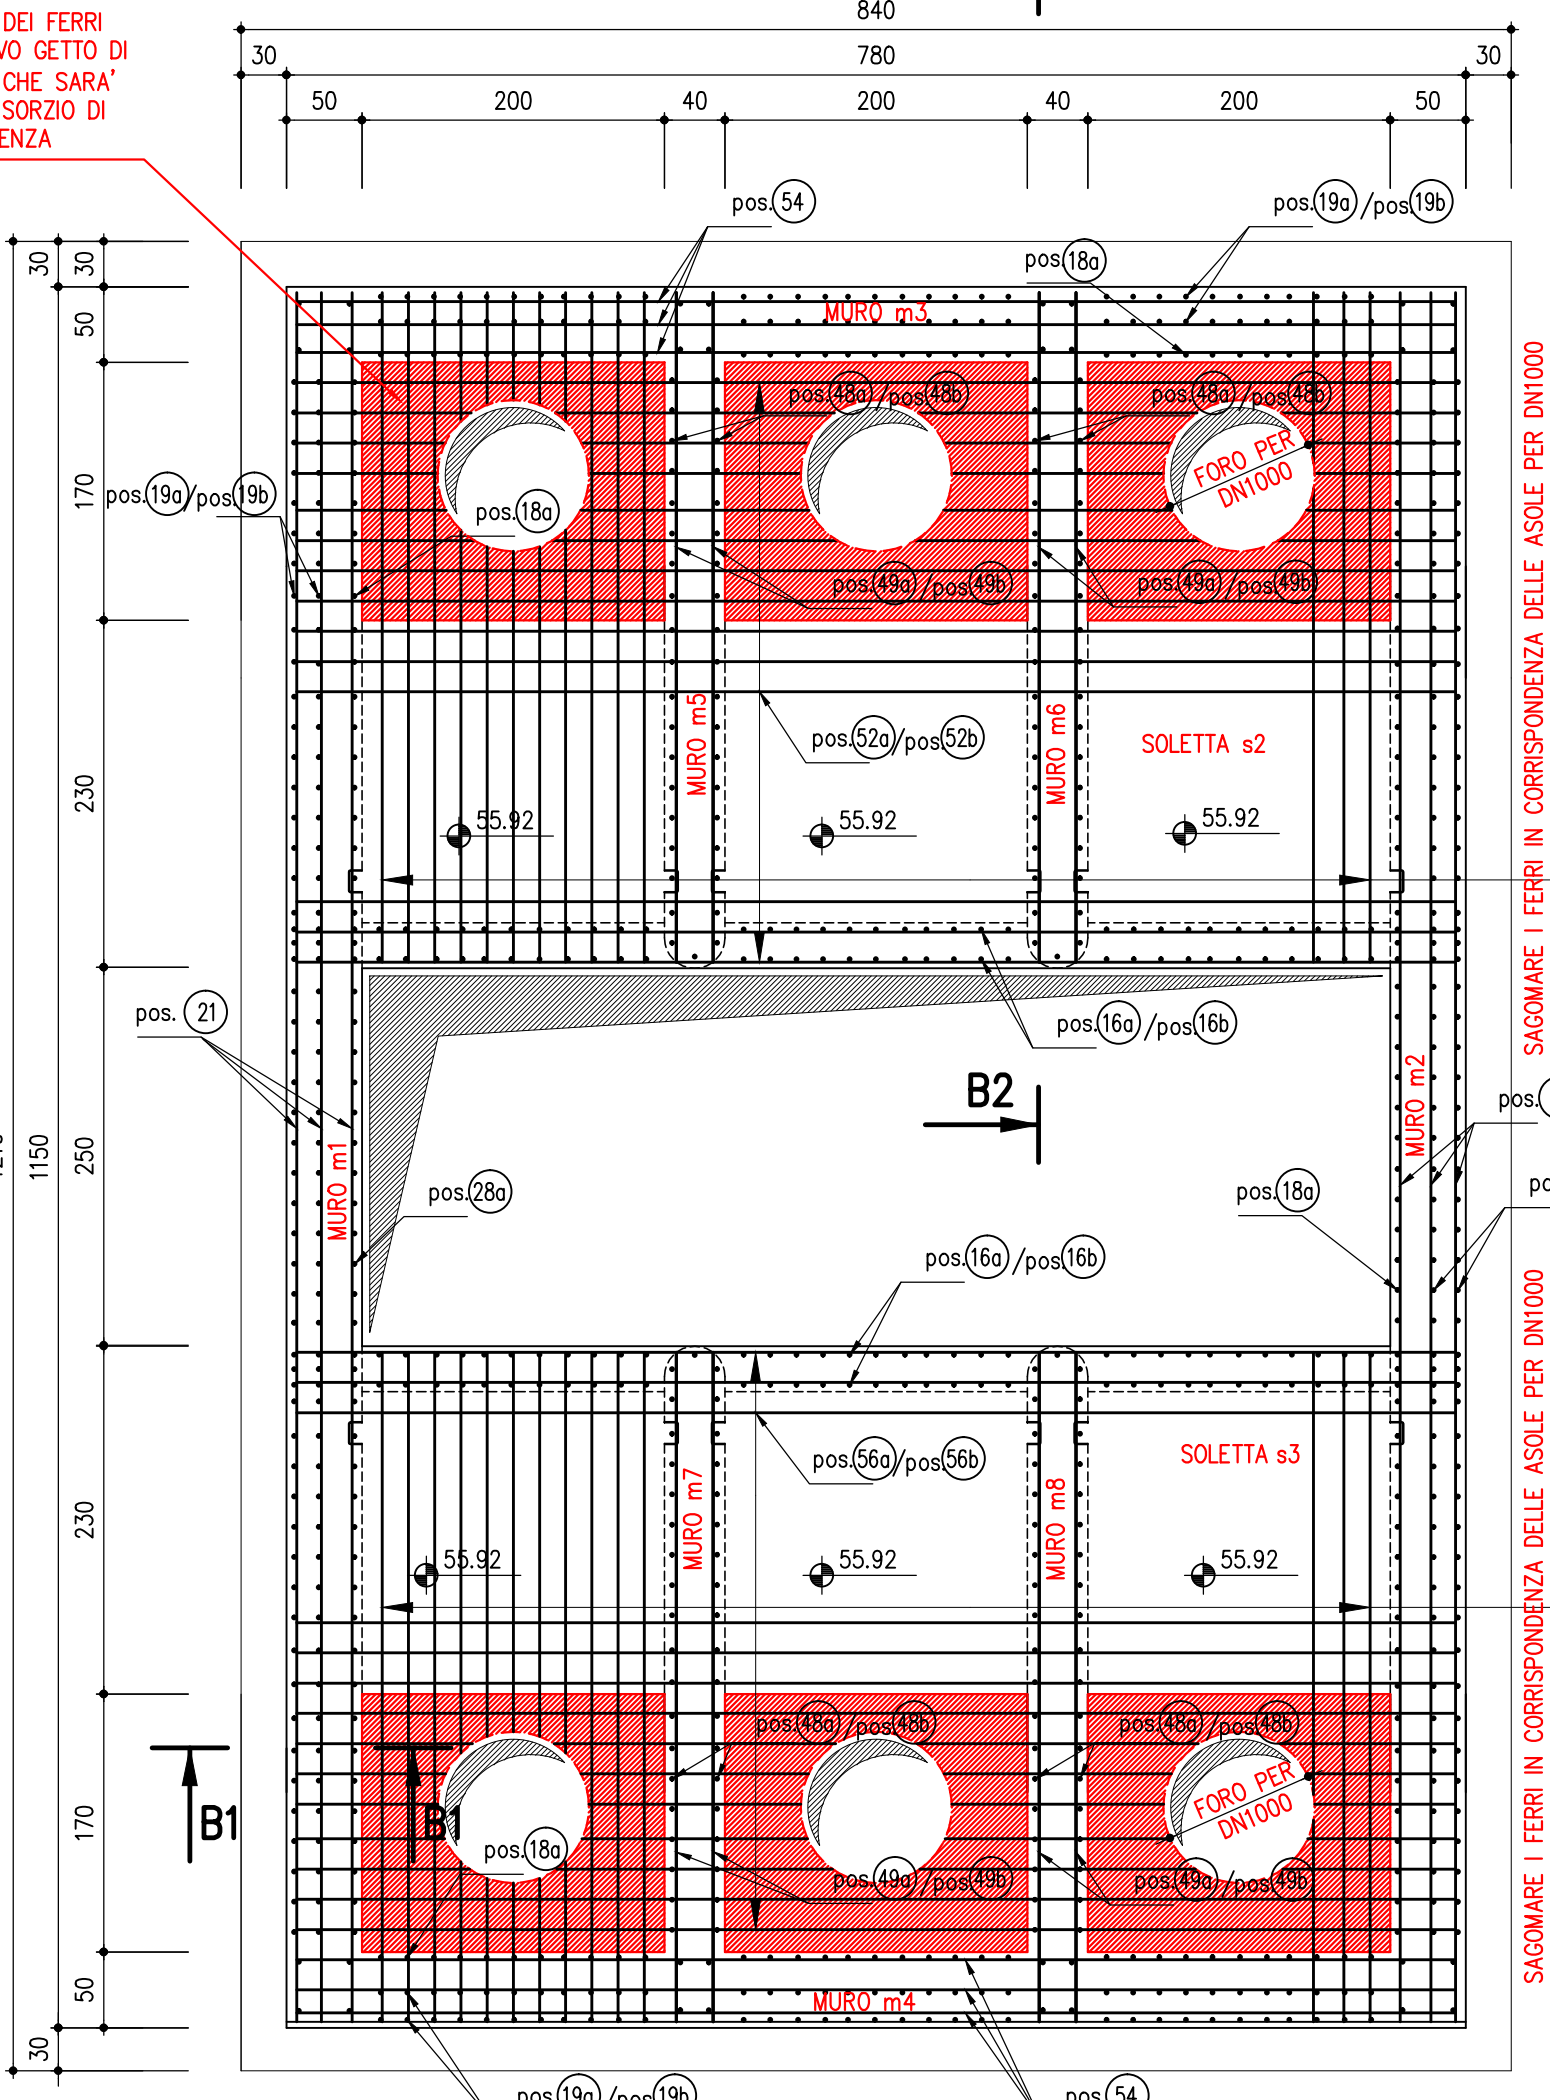 DEI FERRI
GETTO DI
CHE SARA'
DI
840
30 780 30
50 200 40 200 40 200 50
pos. 54
pos. 19a / pos. 19b
pos. 18a
30 30
50
170
230
250
230
170
50
30
1150
MURO m3
pos. 48a / pos. 48b
pos. 48a / pos. 48b
FORO PER
DN1000
pos. 19a / pos. 19b
pos. 18a
pos. 49a / pos. 49b
pos. 49a / pos. 49b
MURO m5
MURO m6
pos. 52a / pos. 52b
SOLETTA s2
55.92
55.92
55.92
SAGOMARE I FERRI IN CORRISPONDENZA DELLE ASOLE PER DN1000
pos. 21
pos. 16a / pos. 16b
B2
MURO m2
MURO m1
pos.
pos. 28a
pos. 18a
pos. 16a / pos. 16b
pos. 56a / pos. 56b
SOLETTA s3
MURO m7
MURO m8
55.92
55.92
55.92
SAGOMARE I FERRI IN CORRISPONDENZA DELLE ASOLE PER DN1000
pos. 48a / pos. 48b
pos. 48a / pos. 48b
FORO PER
DN1000
B1
B1
pos. 18a
pos. 49a / pos. 49b
pos. 49a / pos. 49b
MURO m4
pos. 19a / pos. 19b
pos. 54